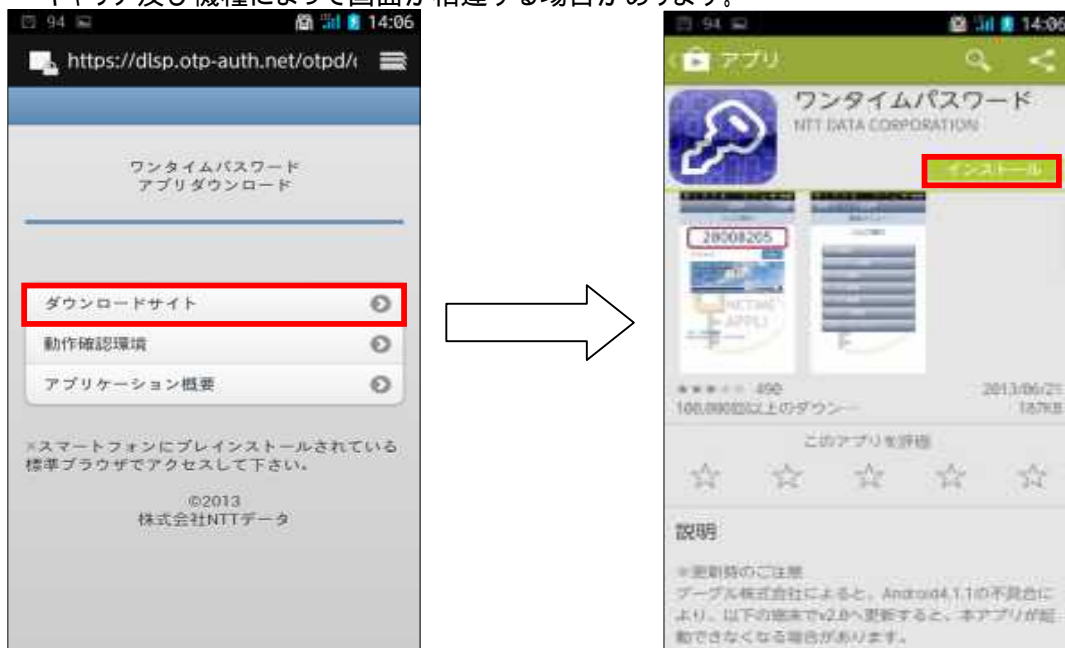 キャリア及び機種によって画面が相違する場合があります。
94
14:06
https://dlsp.otp-auth.net/otpd/
ワンタイムパスワード
アプリダウンロード
ダウンロードサイト
動作確認環境
アプリケーション概要
※スマートフォンにプレインストールされている
標準ブラウザでアクセスして下さい。
©2013
株式会社NTTデータ
94
14:06
アプリ
ワンタイムパスワード
NTT DATA CORPORATION
インストール
28008205
490
2013/06/21
100,000回以上のダウン…
187KB
このアプリを評価
説明
※更新時のご注意
グーグル株式会社によると、Android4.1.1の不具合に
より、以下の端末でv2.0へ更新すると、本アプリが起
動できなくなる場合があります。